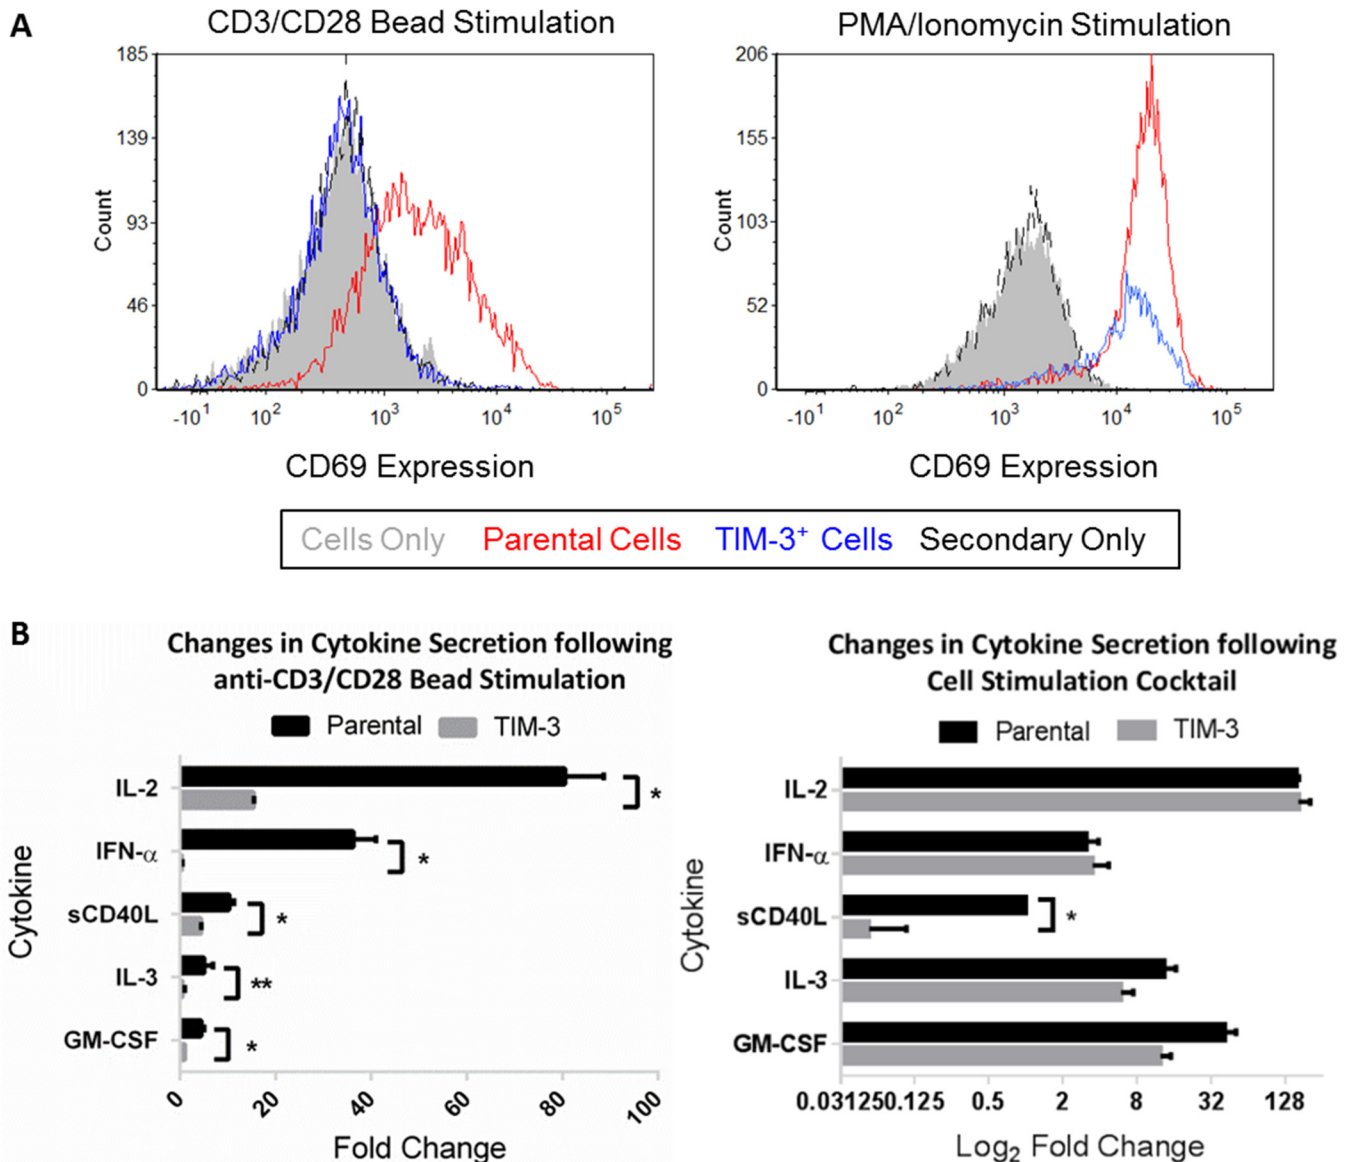 A
CD3/CD28 Bead Stimulation
PMA/Ionomycin Stimulation
185
139
93
46
0
Count
-10¹ 10² 10³ 10⁴ 10⁵
CD69 Expression
206
155
103
52
0
Count
-10¹ 10² 10³ 10⁴ 10⁵
CD69 Expression
Cells Only Parental Cells TIM-3⁺ Cells Secondary Only
B
Changes in Cytokine Secretion following
anti-CD3/CD28 Bead Stimulation
Parental TIM-3
Cytokine
IL-2
*
IFN-α
*
sCD40L
*
IL-3
**
GM-CSF
*
0 20 40 60 80 100
Fold Change
Changes in Cytokine Secretion following
Cell Stimulation Cocktail
Parental TIM-3
Cytokine
IL-2
IFN-α
sCD40L
*
IL-3
GM-CSF
0.03125 0.125 0.5 2 8 32 128
Log₂ Fold Change